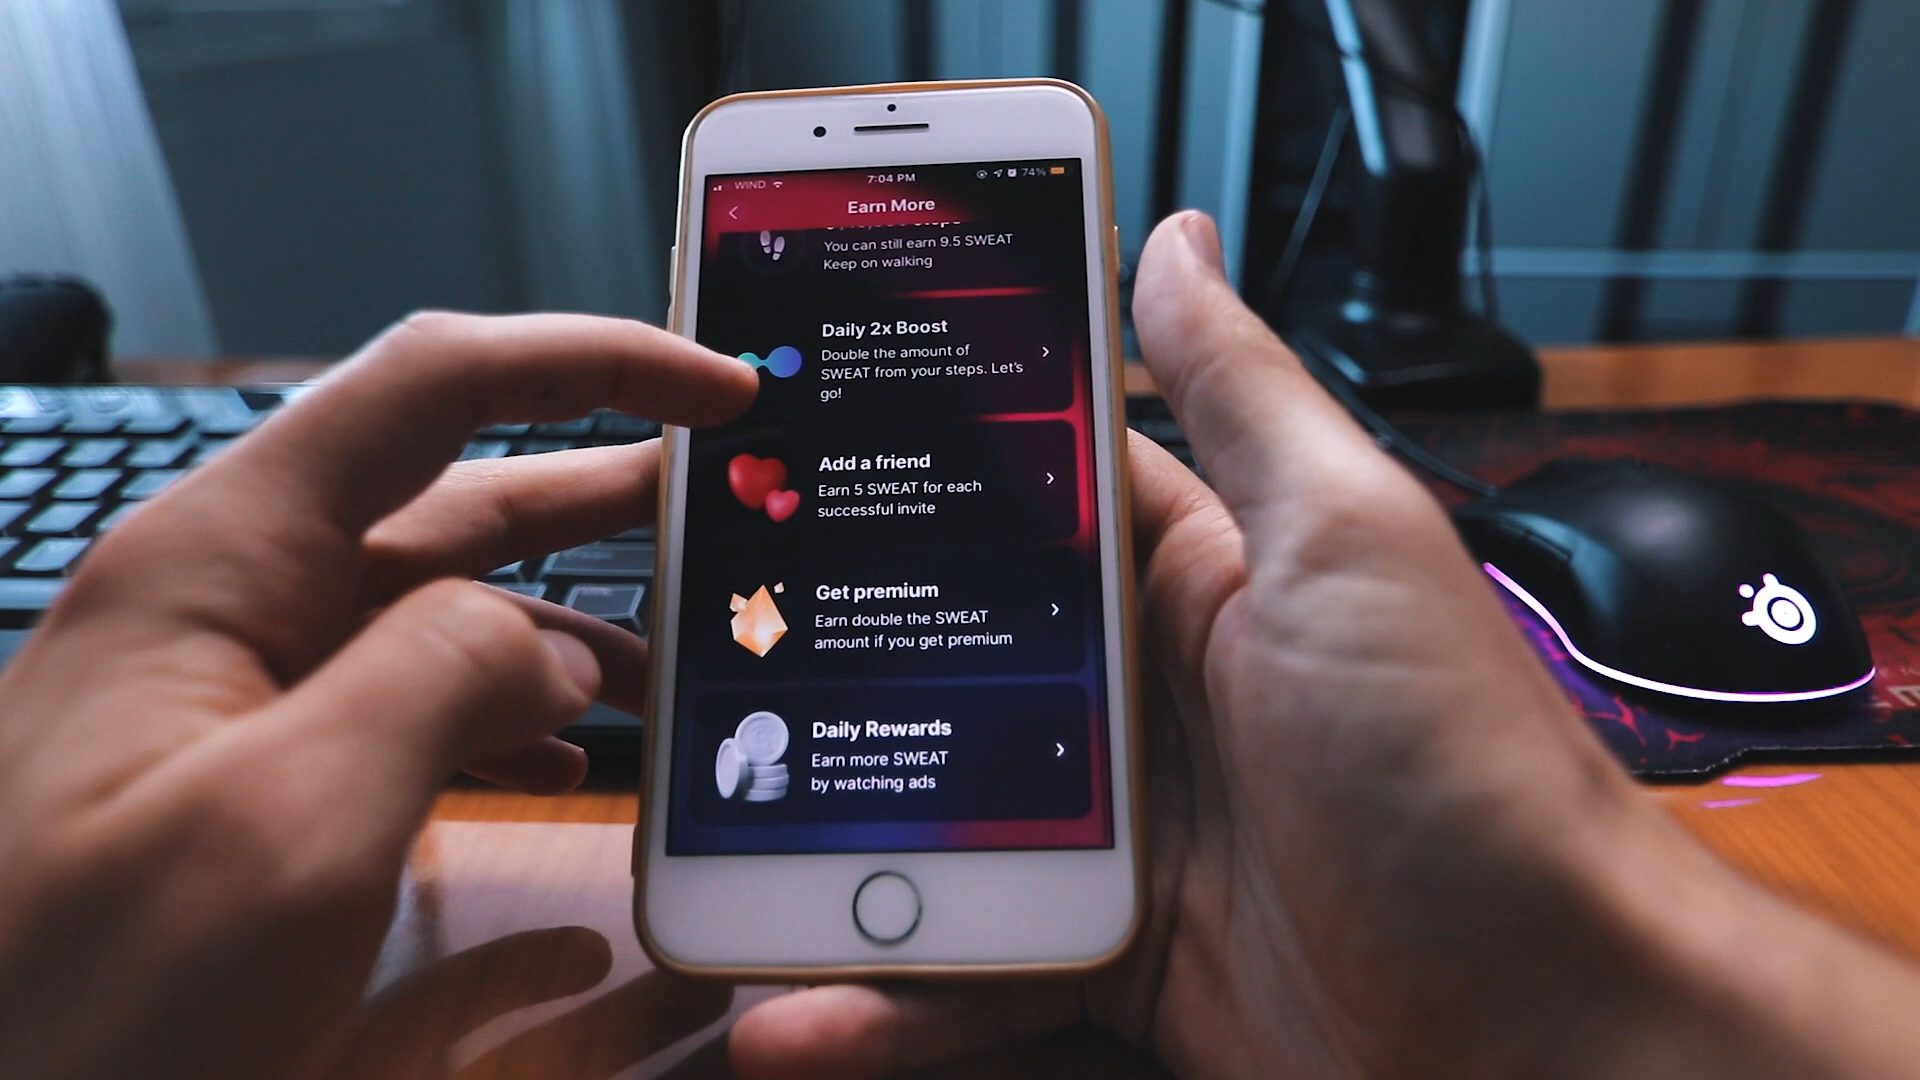 WIND
7:04 PM
74%
Earn More
You can still earn 9.5 SWEAT
Keep on walking
Daily 2x Boost
Double the amount of
SWEAT from your steps. Let's
go!
Add a friend
Earn 5 SWEAT for each
successful invite
Get premium
Earn double the SWEAT
amount if you get premium
Daily Rewards
Earn more SWEAT
by watching ads